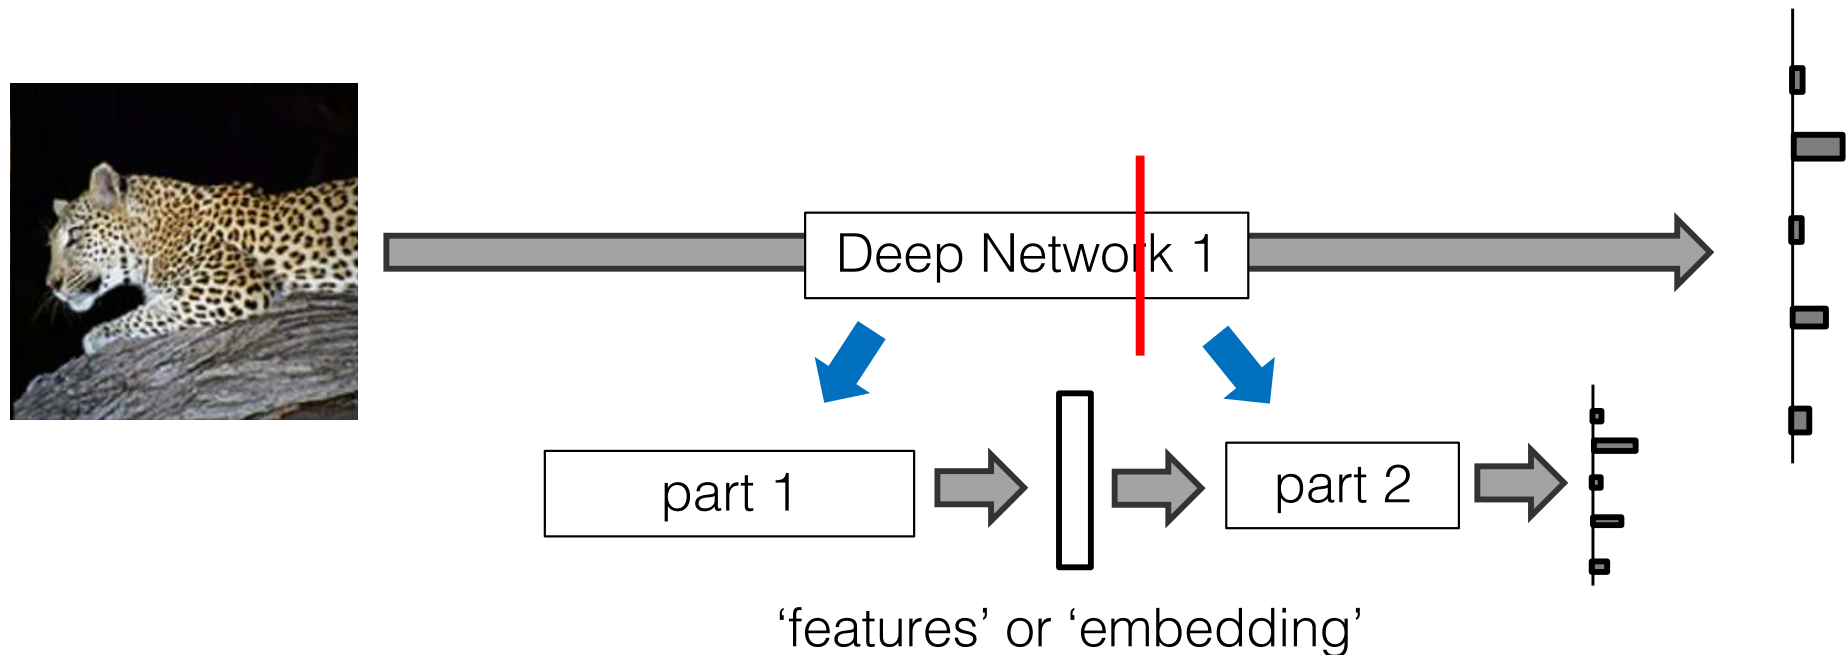 Deep Network 1
part 1
part 2
‘features’ or ‘embedding’